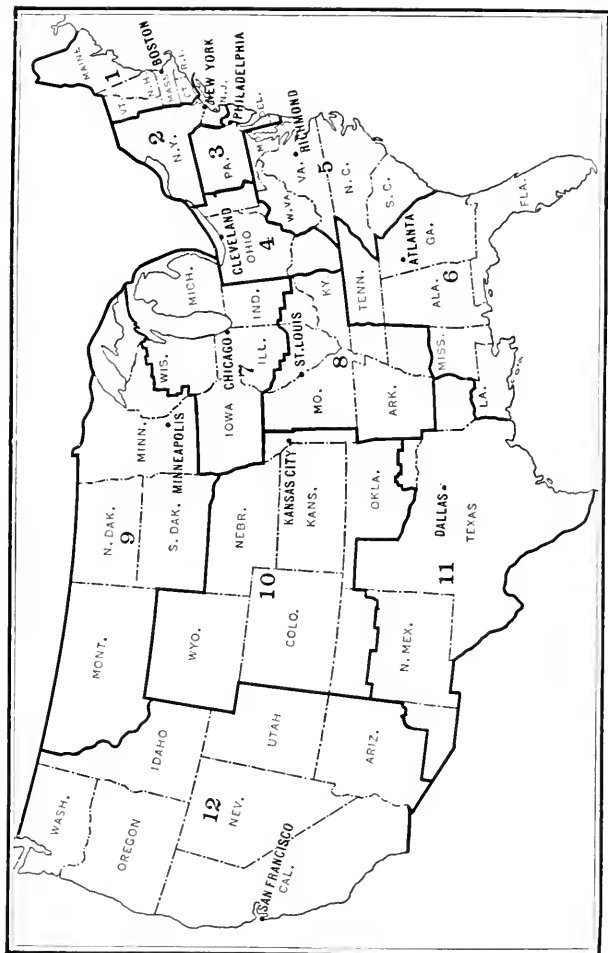 WASH.
OREGON
IDAHO
MONT.
12
NEV.
SAN FRANCISCO
CAL.
UTAH
ARIZ.
WYO.
10
COLO.
N. MEX.
N. DAK.
9
S. DAK.
NEBR.
KANSAS CITY
KANS.
OKLA.
DALLAS
TEXAS
11
MINN.
MINNEAPOLIS
IOWA
MO.
ST. LOUIS
8
ARK.
LA.
WIS.
MICH.
CHICAGO
7
ILL.
IND.
KY
TENN.
MISS.
ALA.
6
ATLANTA
GA.
FLA.
CLEVELAND
OHIO
4
W. VA.
VA.
RICHMOND
5
N.C.
S.C.
PA.
3
PHILADELPHIA
N.J.
DEL.
2
N.Y.
NEW YORK
MAINE
1
VT.
N.H.
MASS.
BOSTON
CT.
R.I.